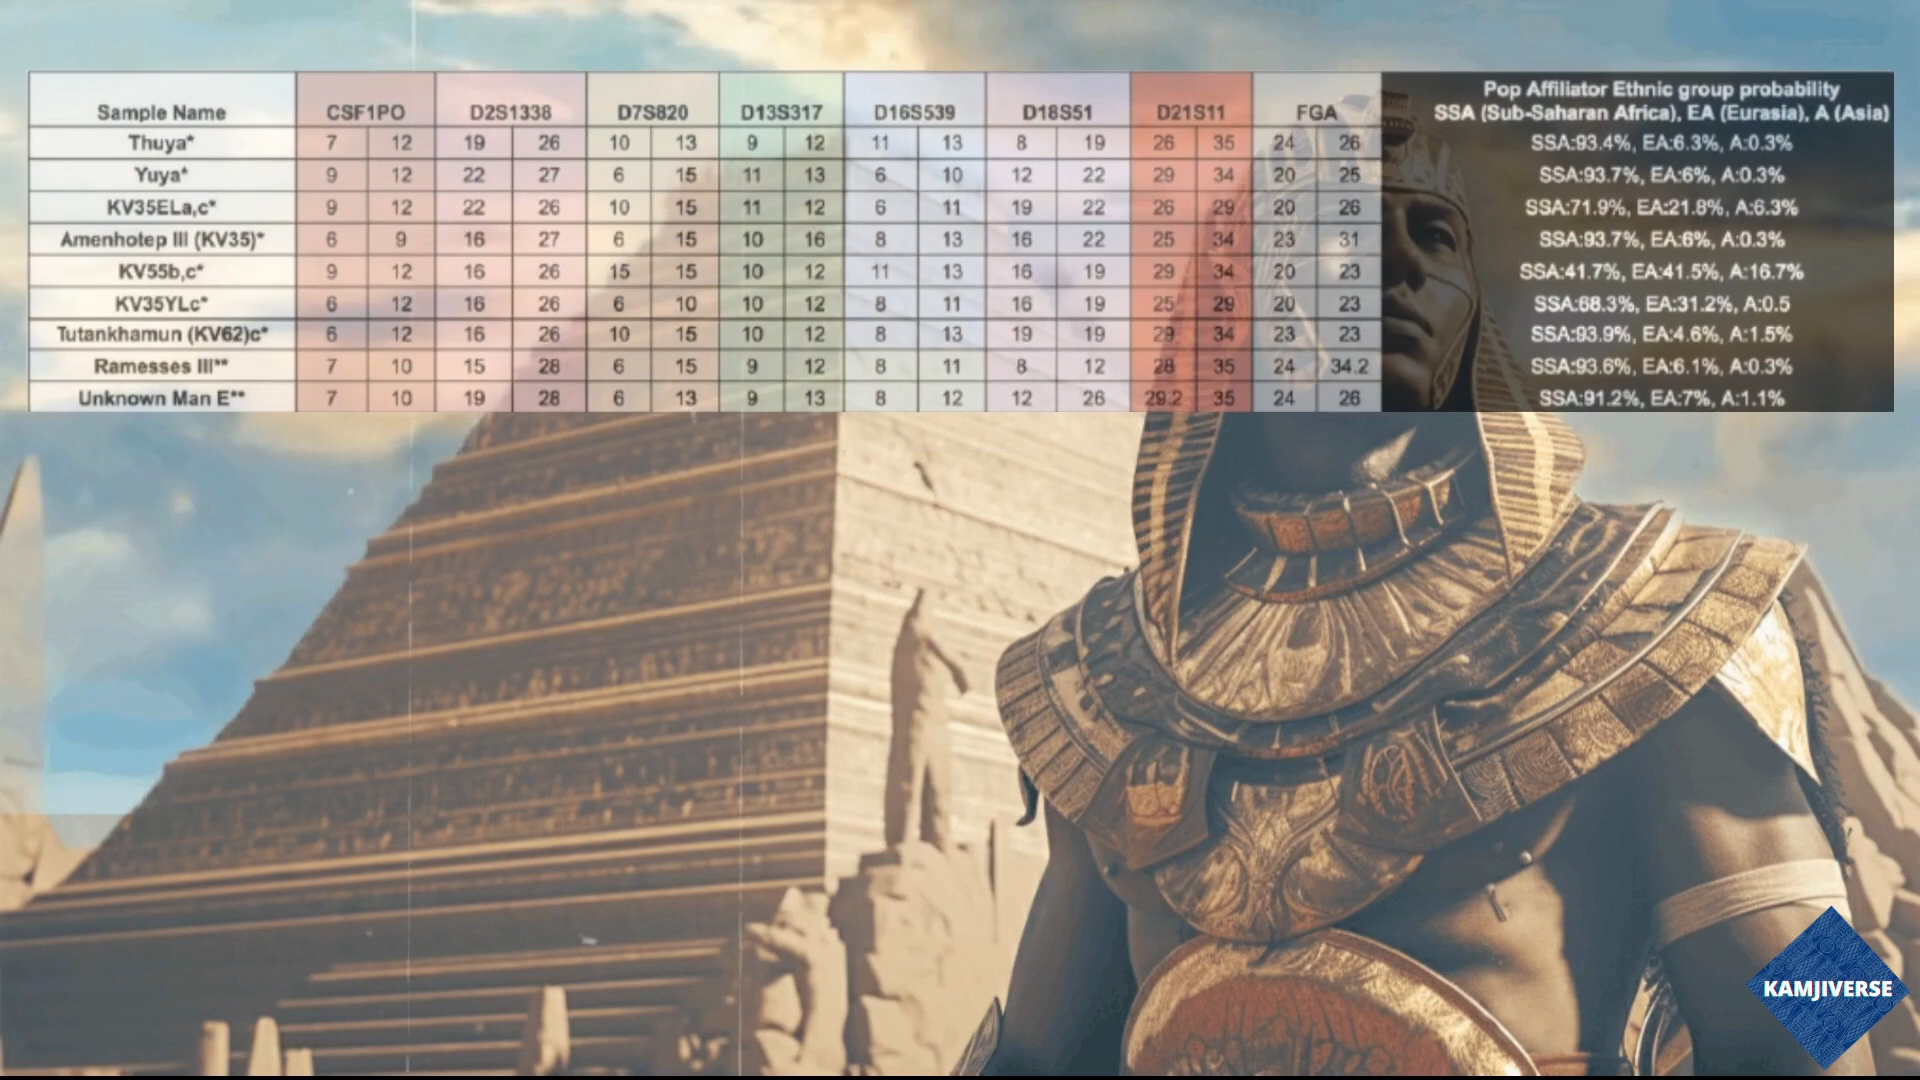 Pop Affiliator Ethnic group probability
Sample Name CSF1PO D2S1338 D7S820 D13S317 D16S539 D18S51 D21S11 FGA SSA (Sub-Saharan Africa), EA (Eurasia), A (Asia)
Thuya* 7 12 19 26 10 13 9 12 11 13 8 19 26 35 24 26 SSA:93.4%, EA:6.3%, A:0.3%
Yuya* 9 12 22 27 6 15 11 13 6 10 12 22 29 34 20 25 SSA:93.7%, EA:6%, A:0.3%
KV35ELa,c* 9 12 22 26 10 15 11 12 6 11 19 22 26 29 20 26 SSA:71.9%, EA:21.8%, A:6.3%
Amenhotep III (KV35)* 6 9 16 27 6 15 10 16 8 13 16 22 25 34 23 31 SSA:93.7%, EA:6%, A:0.3%
KV55b,c* 9 12 16 26 15 15 10 12 11 13 16 19 29 34 20 23 SSA:41.7%, EA:41.5%, A:16.7%
KV35YLc* 6 12 16 26 6 10 10 12 8 11 16 19 25 29 20 23 SSA:68.3%, EA:31.2%, A:0.5
Tutankhamun (KV62)c* 6 12 16 26 10 15 10 12 8 13 19 19 29 34 23 23 SSA:93.9%, EA:4.6%, A:1.5%
Ramesses III** 7 10 15 28 6 15 9 12 8 11 8 12 28 35 24 34.2 SSA:93.6%, EA:6.1%, A:0.3%
Unknown Man E** 7 10 19 28 6 13 9 13 8 12 12 26 29.2 35 24 26 SSA:91.2%, EA:7%, A:1.1%
KAMJIVERSE